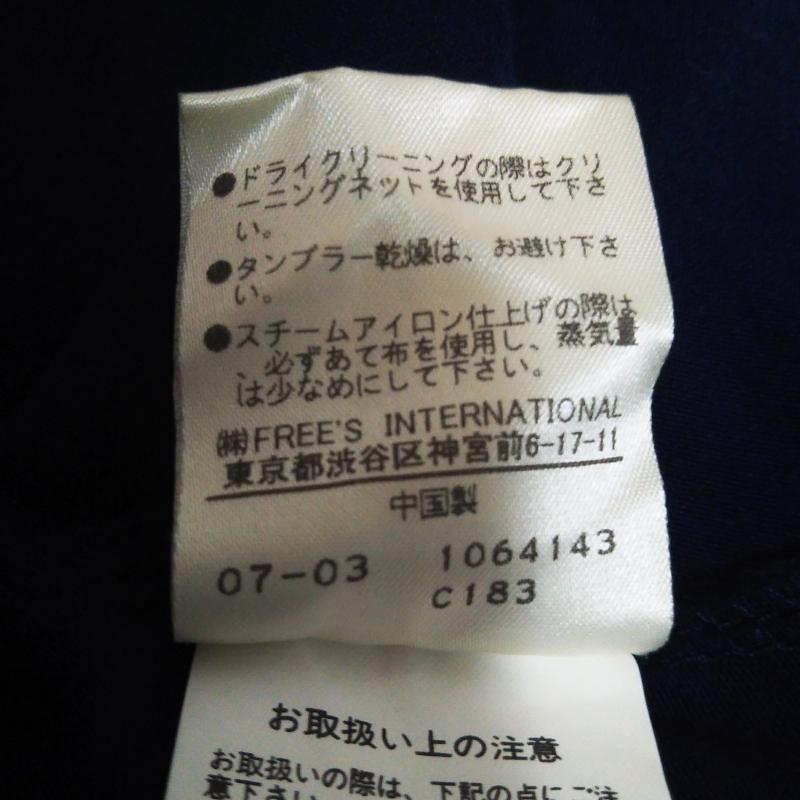 ●ドライクリーニングの際はクリ
ーニングネットを使用して下さ
い。
●タンブラー乾燥は、お避け下さ
い。
●スチームアイロン仕上げの際は
、必ずあて布を使用し、蒸気量
は少なめにして下さい。
㈱FREE'S INTERNATIONAL
東京都渋谷区神宮前6-17-11
中国製
07-03 1064143
C183
お取扱い上の注意
お取扱いの際は、下記の点にご注
意下さい